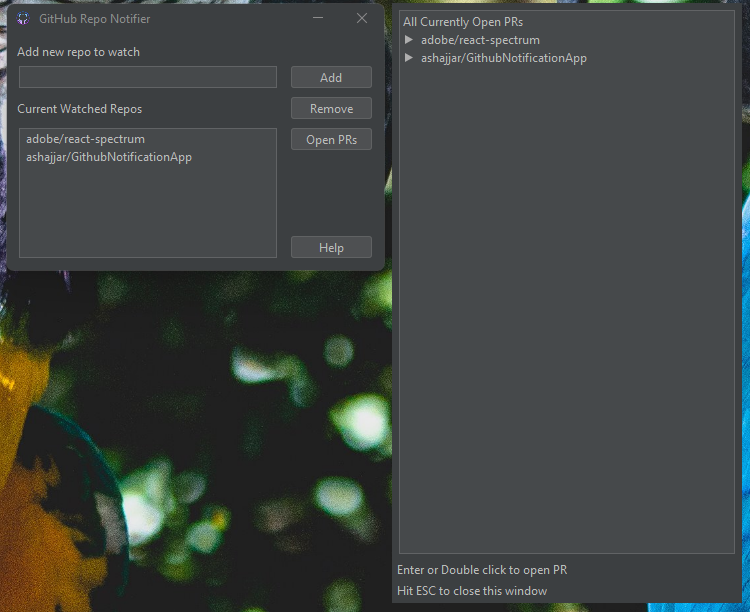 GitHub Repo Notifier
Add new repo to watch
Add
Current Watched Repos
Remove
adobe/react-spectrum
ashajjar/GithubNotificationApp
Open PRs
Help
All Currently Open PRs
adobe/react-spectrum
ashajjar/GithubNotificationApp
Enter or Double click to open PR
Hit ESC to close this window